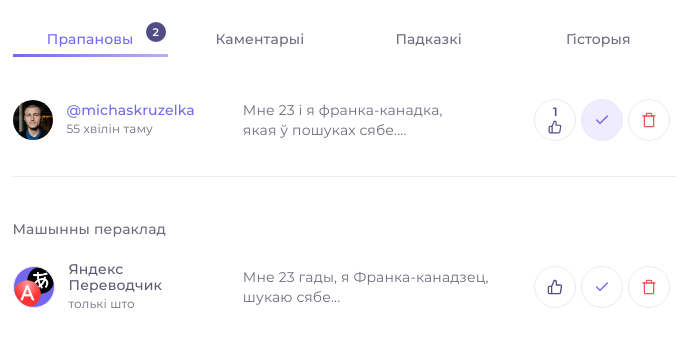 Прапановы 2 Каментарыі Падказкі Гісторыя
@michaskruzelka
55 хвілін таму
Мне 23 і я франка-канадка,
якая ў пошуках сябе....
1
Машынны пераклад
Яндекс
Переводчик
толькі што
Мне 23 гады, я Франка-канадзец,
шукаю сябе...
A あ